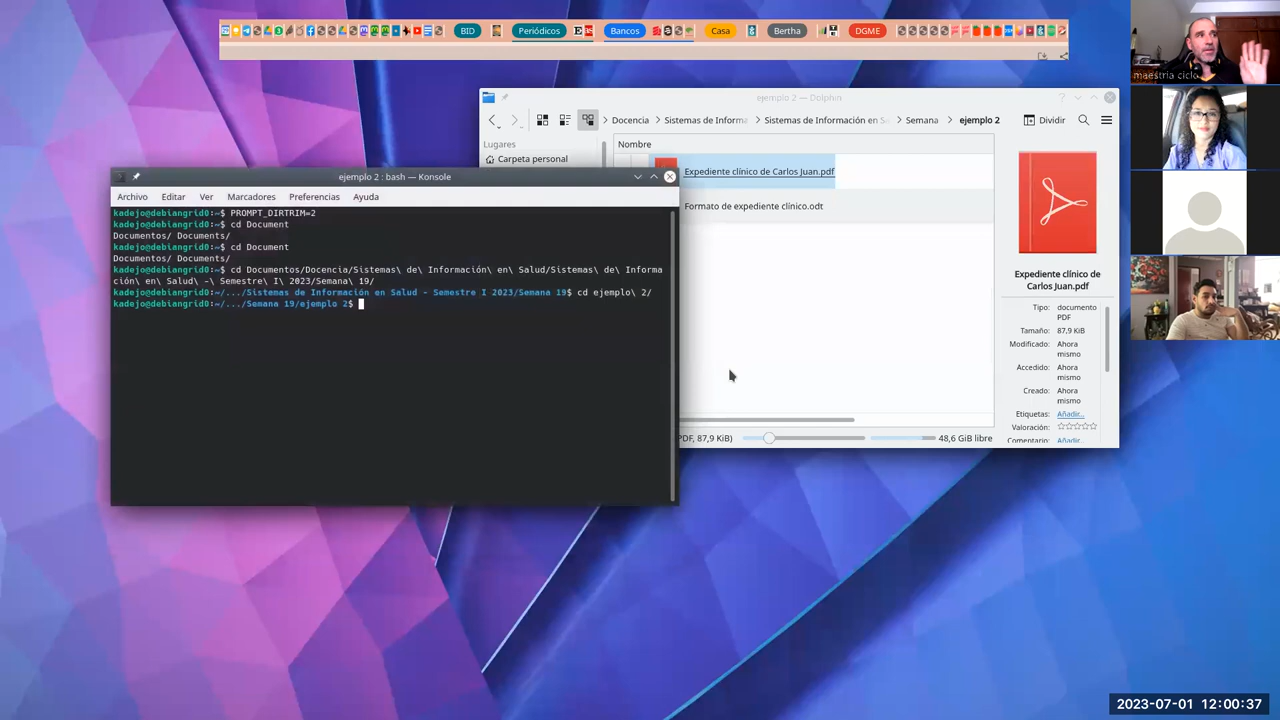 BID
Periódicos
Bancos
Casa
Bertha
DGME
maestria ciclo
ejemplo 2 — Dolphin
Docencia
Sistemas de Informa
Sistemas de Información en S
Semana
ejemplo 2
Dividir
Lugares
Carpeta personal
Nombre
Expediente clínico de Carlos Juan.pdf
Formato de expediente clínico.odt
Expediente clínico de
Carlos Juan.pdf
Tipo: documento
PDF
Tamaño: 87,9 KiB
Modificado: Ahora
mismo
Accedido: Ahora
mismo
Creado: Ahora
mismo
Etiquetas: Añadir...
Valoración:
Comentario: Añadir...
PDF, 87,9 KiB)
48,6 GiB libre
ejemplo 2 : bash — Konsole
Archivo Editar Ver Marcadores Preferencias Ayuda
kadejo@debiangrid0:~$ PROMPT_DIRTRIM=2
kadejo@debiangrid0:~$ cd Document
Documentos/ Documents/
kadejo@debiangrid0:~$ cd Document
Documentos/ Documents/
kadejo@debiangrid0:~$ cd Documentos/Docencia/Sistemas\ de\ Información\ en\ Salud/Sistemas\ de\ Informa
ción\ en\ Salud\ -\ Semestre\ I\ 2023/Semana\ 19/
kadejo@debiangrid0:~/.../Sistemas de Información en Salud - Semestre I 2023/Semana 19$ cd ejemplo\ 2/
kadejo@debiangrid0:~/.../Semana 19/ejemplo 2$
2023-07-01 12:00:37